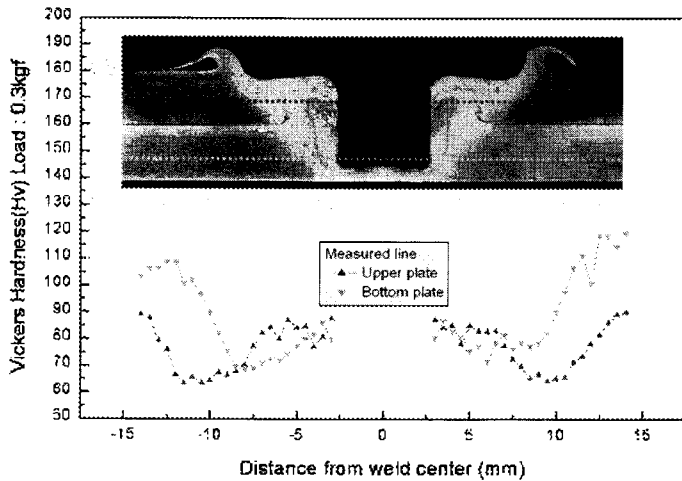 Vickers Hardness(Hv) Load : 0.3kgf
200
190
180
170
160
150
140
130
120
110
100
90
80
70
60
50
Measured line
Upper plate
Bottom plate
-15 -10 -5 0 5 10 15
Distance from weld center (mm)